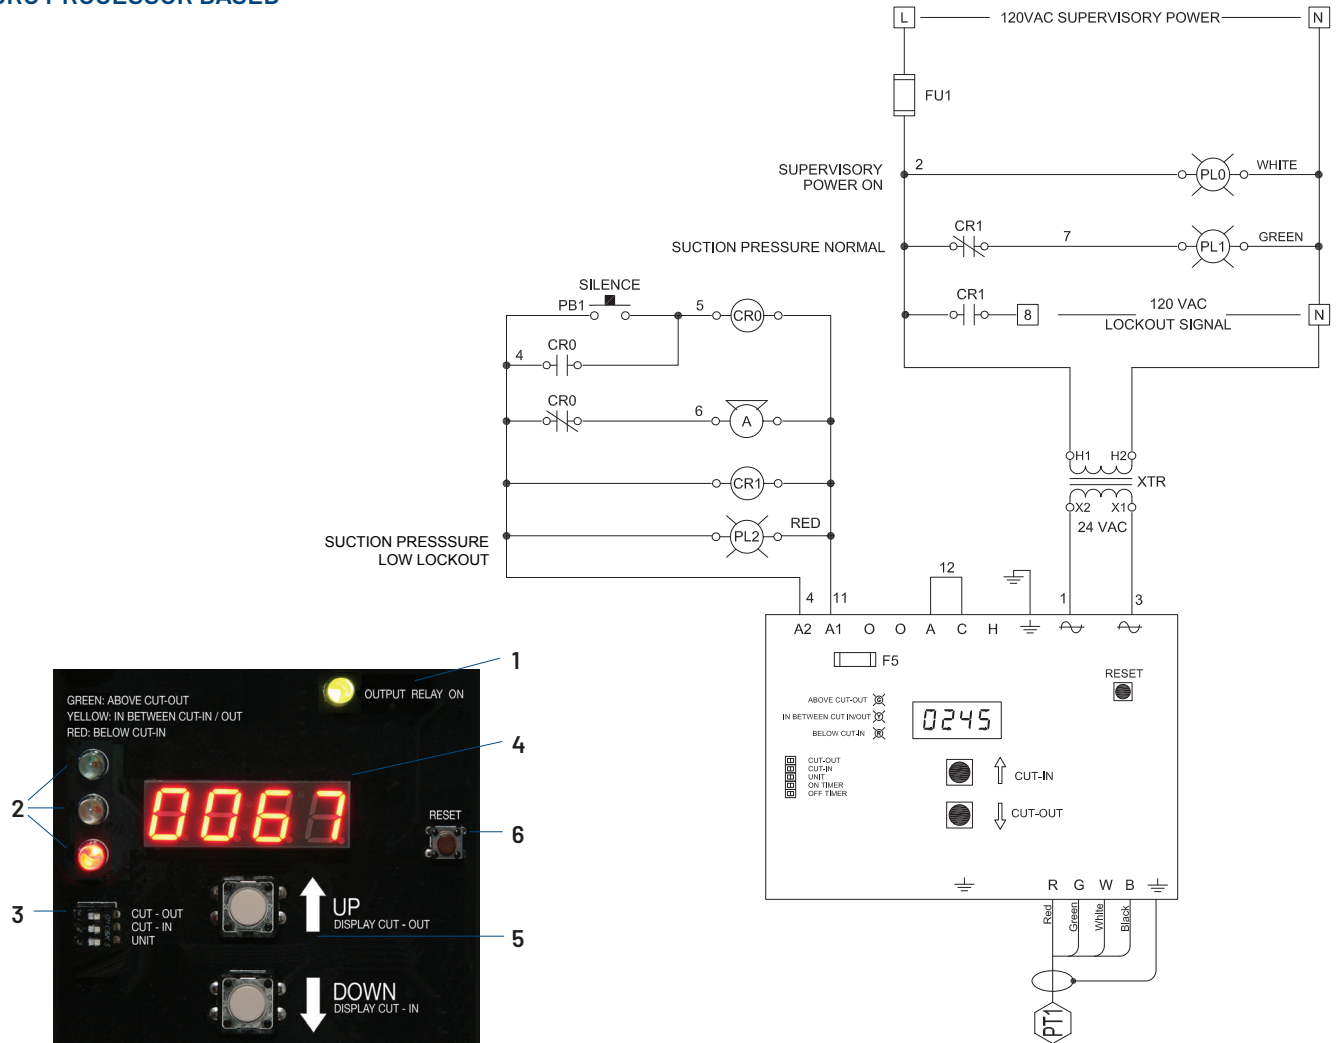 L
120VAC SUPERVISORY POWER
N
FU1
SUPERVISORY
POWER ON
2
PL0
WHITE
SUCTION PRESSURE NORMAL
CR1
7
PL1
GREEN
CR1
8
120 VAC
LOCKOUT SIGNAL
N
SILENCE
PB1
5
CR0
4
CR0
CR0
6
A
CR1
SUCTION PRESSSURE
LOW LOCKOUT
PL2
RED
H1
H2
XTR
X2
X1
24 VAC
4
11
12
1
3
A2
A1
O
O
A
C
H
F5
RESET
ABOVE CUT-OUT
G
IN BETWEEN CUT IN/OUT
Y
BELOW CUT-IN
R
0245
CUT-OUT
CUT-IN
UNIT
ON TIMER
OFF TIMER
CUT-IN
CUT-OUT
R
G
W
B
Red
Green
White
Black
PT1
GREEN: ABOVE CUT-OUT
YELLOW: IN BETWEEN CUT-IN / OUT
RED: BELOW CUT-IN
OUTPUT RELAY ON
1
2
0067
4
RESET
6
3
CUT - OUT
CUT - IN
UNIT
UP
DISPLAY CUT - OUT
5
DOWN
DISPLAY CUT - IN